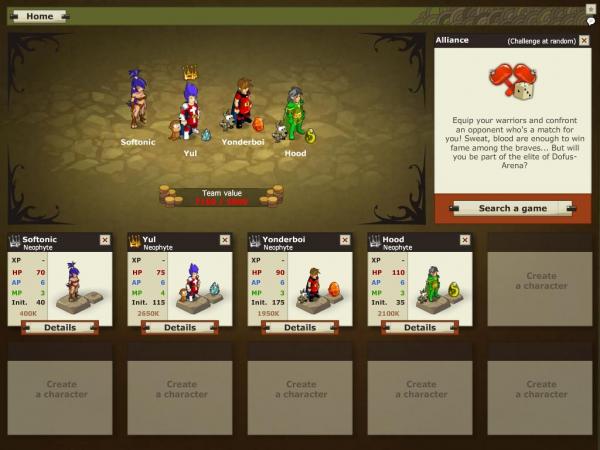 Home
Alliance (Challenge at random)
Equip your warriors and confront
an opponent who's a match for
you! Sweat, blood are enough to win
fame among the braves... But will
you be part of the elite of Dofus-
Arena?
Search a game
Softonic
Yul
Yonderboi
Hood
Team value
Softonic
Neophyte
XP -
HP 70
AP 6
MP 3
Init. 40
400K
Details
Yul
Neophyte
XP -
HP 75
AP 6
MP 4
Init. 115
2650K
Details
Yonderboi
Neophyte
XP -
HP 90
AP 6
MP 3
Init. 175
1950K
Details
Hood
Neophyte
XP -
HP 110
AP 6
MP 3
Init. 35
2100K
Details
Create
a character
Create
a character
Create
a character
Create
a character
Create
a character
Create
a character